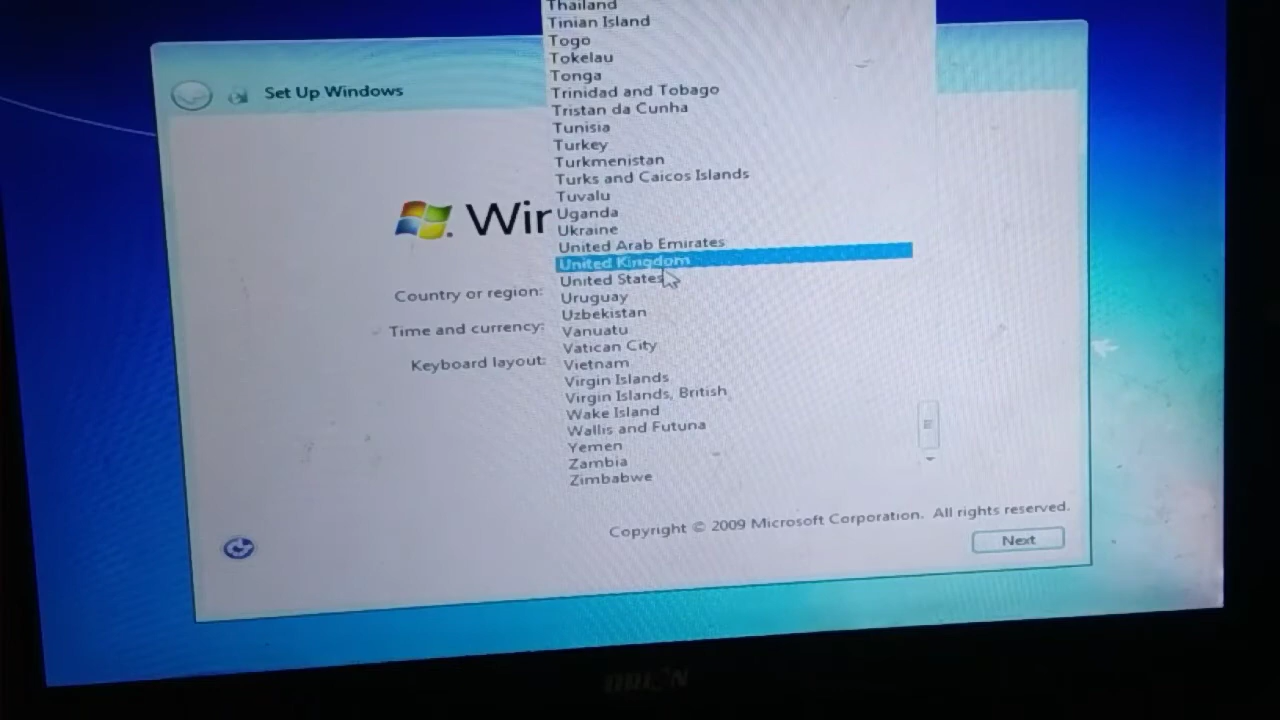 Thailand
Tinian Island
Togo
Tokelau
Tonga
Trinidad and Tobago
Tristan da Cunha
Tunisia
Turkey
Turkmenistan
Turks and Caicos Islands
Tuvalu
Uganda
Ukraine
United Arab Emirates
United Kingdom
United States
Uruguay
Uzbekistan
Vanuatu
Vatican City
Vietnam
Virgin Islands
Virgin Islands, British
Wake Island
Wallis and Futuna
Yemen
Zambia
Zimbabwe
Set Up Windows
Win
Country or region:
Time and currency:
Keyboard layout:
Copyright © 2009 Microsoft Corporation. All rights reserved.
Next